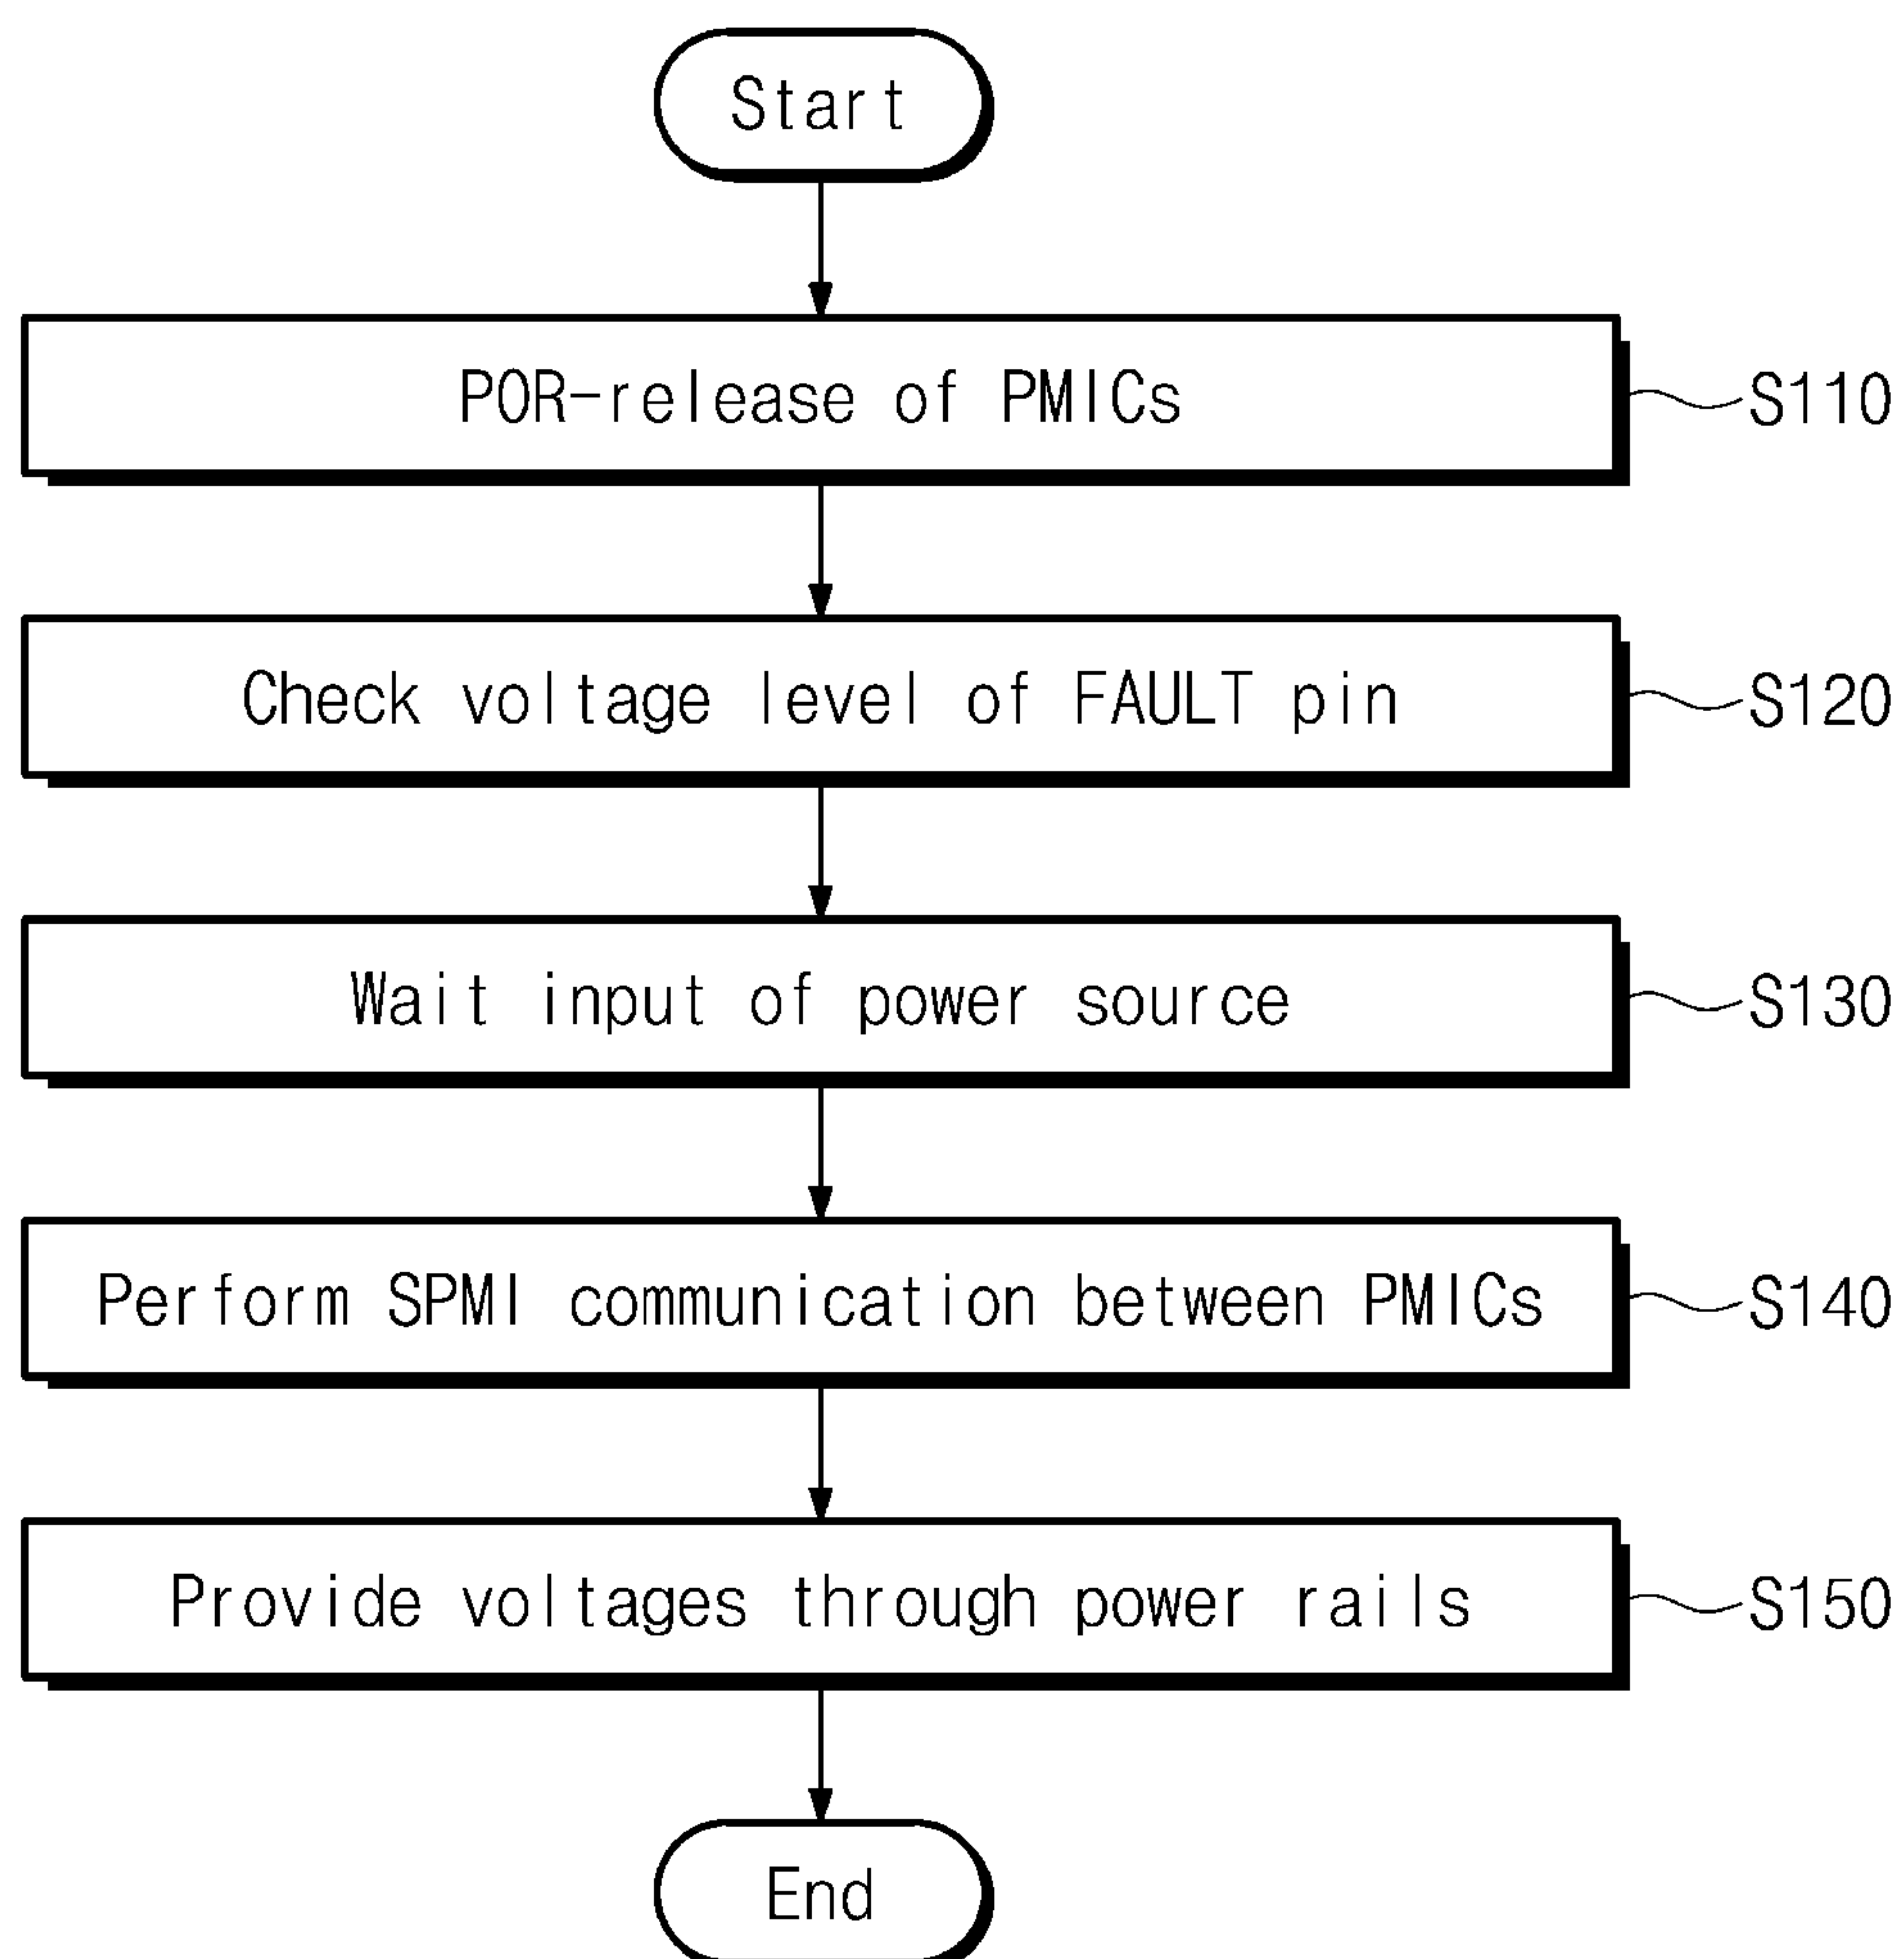 Start
POR-release of PMICs
S110
Check voltage level of FAULT pin
S120
Wait input of power source
S130
Perform SPMI communication between PMICs
S140
Provide voltages through power rails
S150
End